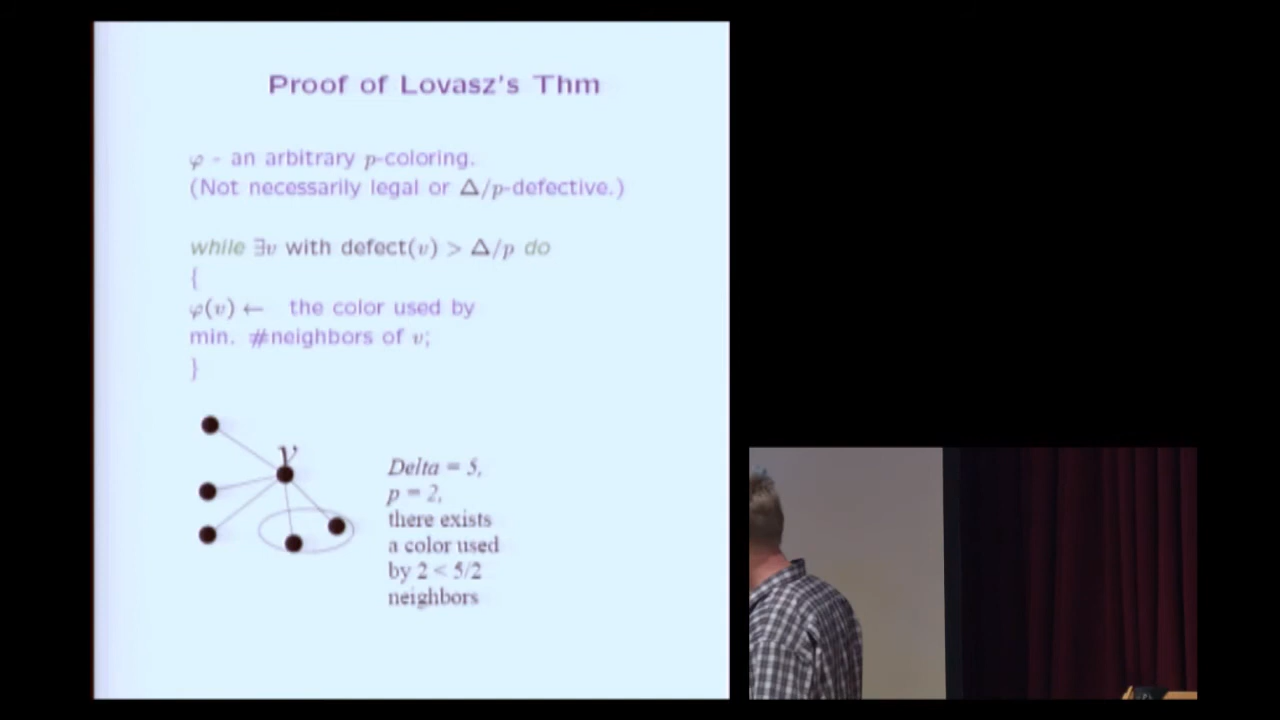 Proof of Lovasz's Thm
φ - an arbitrary p-coloring.
(Not necessarily legal or Δ/p-defective.)
while ∃v with defect(v) > Δ/p do
{
φ(v) ← the color used by
min. #neighbors of v;
}
v
Delta = 5,
p = 2,
there exists
a color used
by 2 < 5/2
neighbors